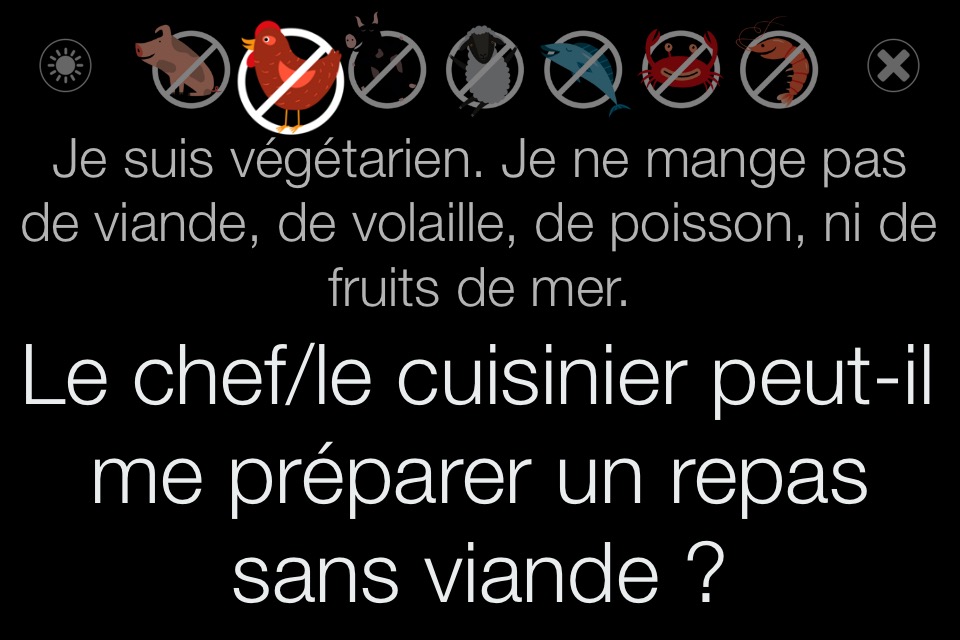 Je suis végétarien. Je ne mange pas
de viande, de volaille, de poisson, ni de
fruits de mer.
Le chef/le cuisinier peut-il
me préparer un repas
sans viande ?